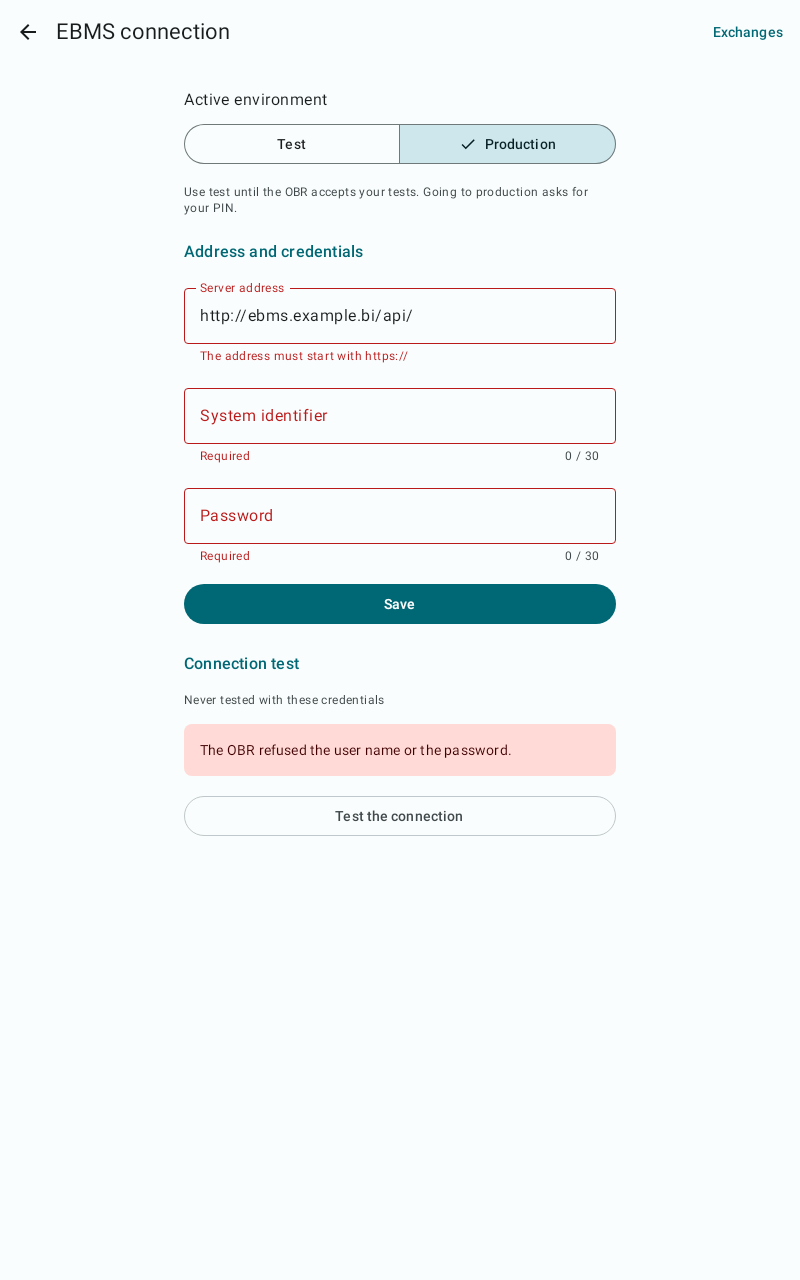 EBMS connection
Exchanges
Active environment
Test
Production
Use test until the OBR accepts your tests. Going to production asks for
your PIN.
Address and credentials
Server address
http://ebms.example.bi/api/
The address must start with https://
System identifier
Required
0 / 30
Password
Required
0 / 30
Save
Connection test
Never tested with these credentials
The OBR refused the user name or the password.
Test the connection